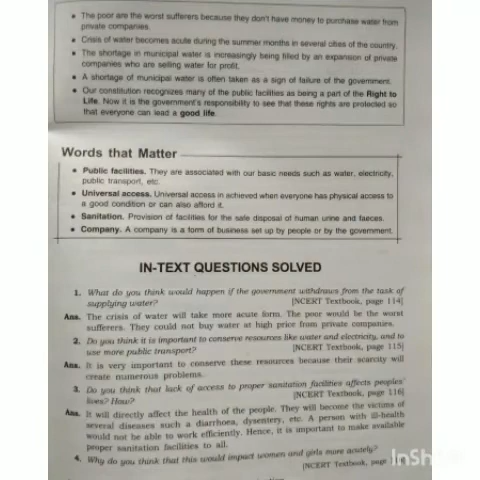 • The poor are the worst sufferers because they don't have money to purchase water from
private companies.
• Crisis of water becomes acute during the summer months in several cities of the country.
• The shortage in municipal water is increasingly being filled by an expansion of private
companies who are selling water for profit.
• A shortage of municipal water is often taken as a sign of failure of the government.
• Our constitution recognizes many of the public facilities as being a part of the Right to
Life. Now it is the government's responsibility to see that these rights are protected so
that everyone can lead a good life.
Words that Matter
• Public facilities. They are associated with our basic needs such as water, electricity,
public transport, etc.
• Universal access. Universal access in achieved when everyone has physical access to
a good condition or can also afford it.
• Sanitation. Provision of facilities for the safe disposal of human urine and faeces.
• Company. A company is a form of business set up by people or by the government.
IN-TEXT QUESTIONS SOLVED
1. What do you think would happen if the government withdraws from the task of
supplying water? [NCERT Textbook, page 114]
Ans. The crisis of water will take more acute form. The poor would be the worst
sufferers. They could not buy water at high price from private companies.
2. Do you think it is important to conserve resources like water and electricity, and to
use more public transport? [NCERT Textbook, page 115]
Ans. It is very important to conserve these resources because their scarcity will
create numerous problems.
3. Do you think that lack of access to proper sanitation facilities affects peoples'
lives? How? [NCERT Textbook, page 116]
Ans. It will directly affect the health of the people. They will become the victims of
several diseases such a diarrhoea, dysentery, etc. A person with ill-health
would not be able to work efficiently. Hence, it is important to make available
proper sanitation facilities to all.
4. Why do you think that this would impact women and girls more acutely?
[NCERT Textbook, page
InSh